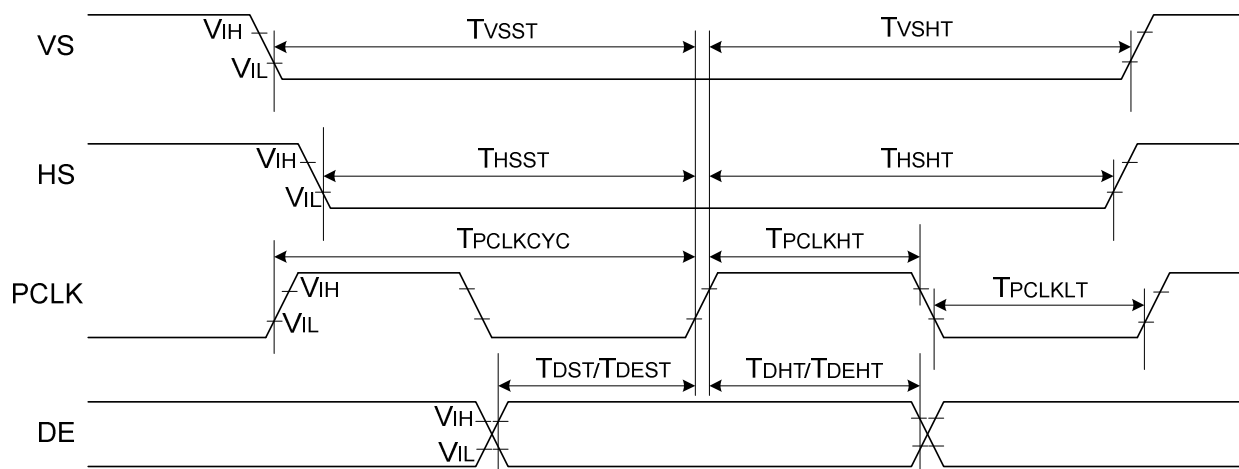 VS
VIH
VIL
TVSST
TVSHT
HS
VIH
VIL
THSST
THSHT
PCLK
TPCLKCYC
TPCLKHT
VIH
VIL
TPCLKLT
DE
TDST/TDEST
TDHT/TDEHT
VIH
VIL